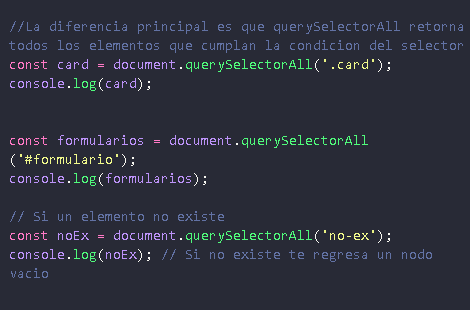 //La diferencia principal es que querySelectorAll retorna
todos los elementos que cumplan la condicion del selector
const card = document.querySelectorAll('.card');
console.log(card);
const formularios = document.querySelectorAll
('#formulario');
console.log(formularios);
// Si un elemento no existe
const noEx = document.querySelectorAll('no-ex');
console.log(noEx); // Si no existe te regresa un nodo
vacio